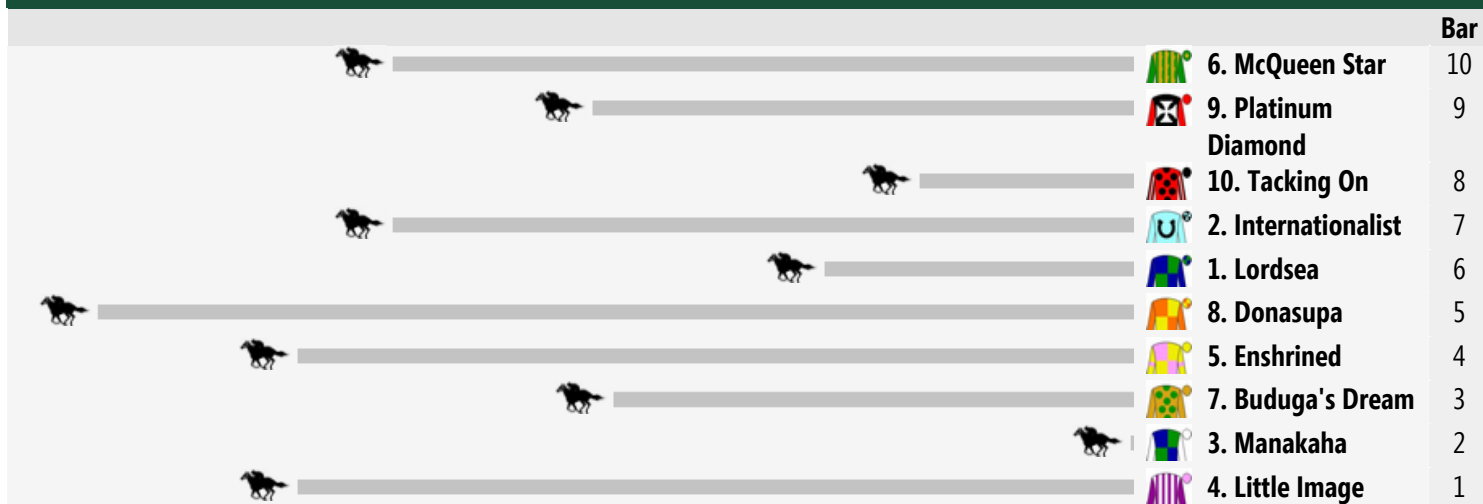 Bar
6. McQueen Star 10
9. Platinum 9
Diamond
10. Tacking On 8
2. Internationalist 7
1. Lordsea 6
8. Donasupa 5
5. Enshrined 4
7. Buduga's Dream 3
3. Manakaha 2
4. Little Image 1